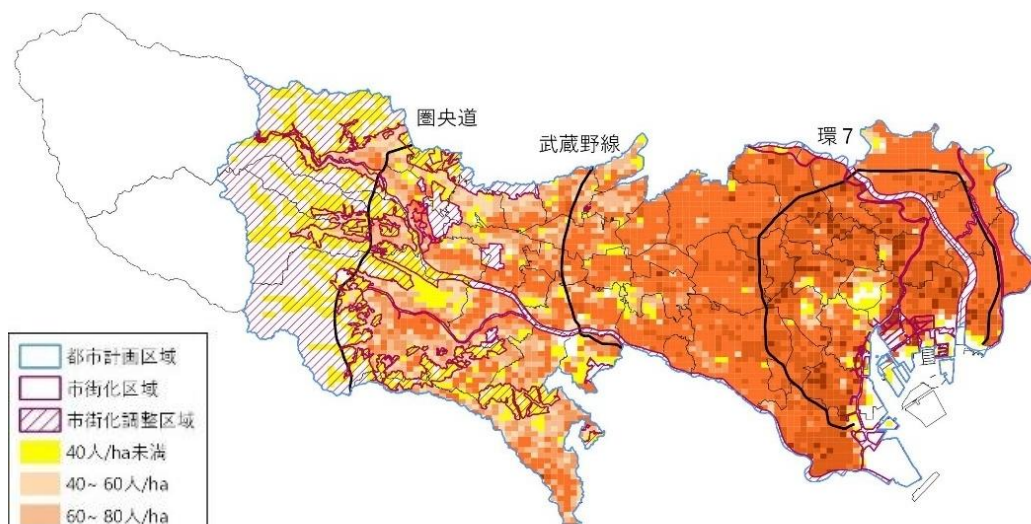 圏央道
武蔵野線
環7
都市計画区域
市街化区域
市街化調整区域
40人/ha未満
40~60人/ha
60~80人/ha